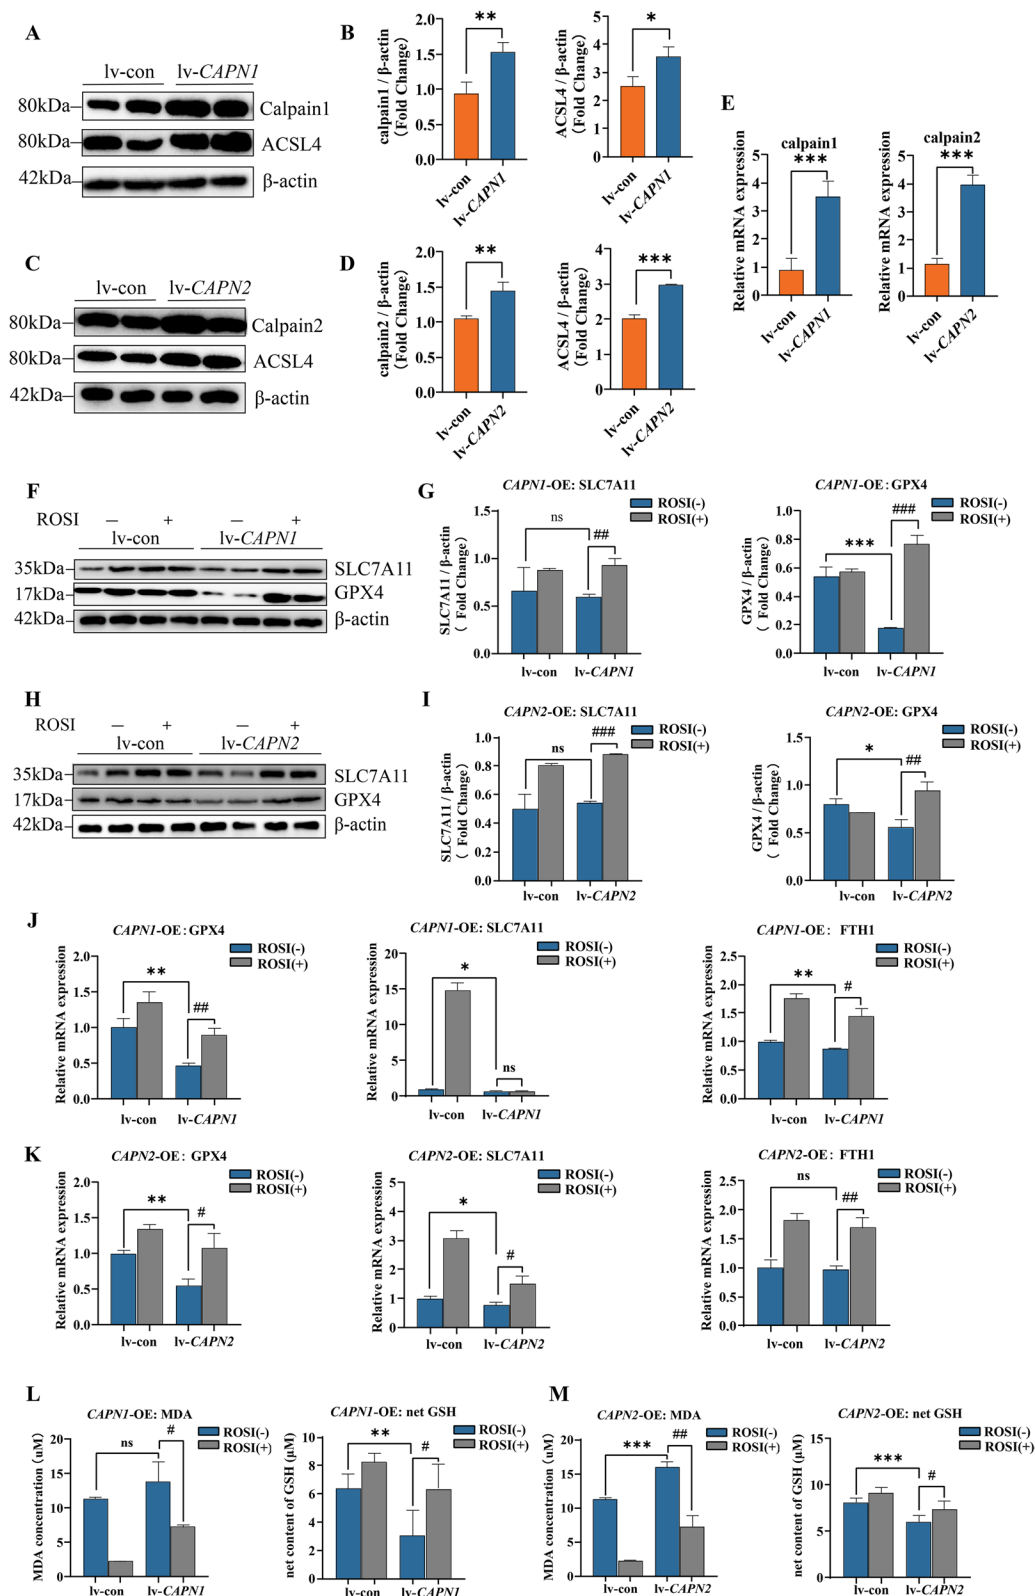 A
lv-con lv-CAPN1
80kDa Calpain1
80kDa ACSL4
42kDa β-actin
B
calpain1 / β-actin
(Fold Change)
2.0
1.5
1.0
0.5
0.0
**
lv-con
lv-CAPN1
ACSL4 / β-actin
(Fold Change)
5
4
3
2
1
0
*
lv-con
lv-CAPN1
C
lv-con lv-CAPN2
80kDa Calpain2
80kDa ACSL4
42kDa β-actin
D
calpain2 / β-actin
(Fold Change)
2.0
1.5
1.0
0.5
0.0
**
lv-con
lv-CAPN2
ACSL4 / β-actin
(Fold Change)
4
3
2
1
0
***
lv-con
lv-CAPN2
E
calpain1
Relative mRNA expression
5
4
3
2
1
0
***
lv-con
lv-CAPN1
calpain2
Relative mRNA expression
5
4
3
2
1
0
***
lv-con
lv-CAPN2
F
ROSI — + — +
lv-con lv-CAPN1
35kDa SLC7A11
17kDa GPX4
42kDa β-actin
G
CAPN1-OE: SLC7A11
ROSI(-)
ROSI(+)
SLC7A11 / β-actin
( Fold Change)
1.5
1.0
0.5
0.0
ns
##
lv-con lv-CAPN1
CAPN1-OE: GPX4
ROSI(-)
ROSI(+)
GPX4 / β-actin
( Fold Change)
1.0
0.8
0.6
0.4
0.2
0.0
***
###
lv-con lv-CAPN1
H
ROSI — + — +
lv-con lv-CAPN2
35kDa SLC7A11
17kDa GPX4
42kDa β-actin
I
CAPN2-OE: SLC7A11
ROSI(-)
ROSI(+)
SLC7A11 / β-actin
( Fold Change)
1.0
0.8
0.6
0.4
0.2
0.0
ns
###
lv-con lv-CAPN2
CAPN2-OE: GPX4
ROSI(-)
ROSI(+)
GPX4 / β-actin
( Fold Change)
1.5
1.0
0.5
0.0
*
##
lv-con lv-CAPN2
J
CAPN1-OE: GPX4
ROSI(-)
ROSI(+)
Relative mRNA expression
2.0
1.5
1.0
0.5
0.0
**
##
lv-con lv-CAPN1
CAPN1-OE: SLC7A11
ROSI(-)
ROSI(+)
Relative mRNA expression
20
15
10
5
0
*
ns
lv-con lv-CAPN1
CAPN1-OE: FTH1
ROSI(-)
ROSI(+)
Relative mRNA expression
2.5
2.0
1.5
1.0
0.5
0.0
**
#
lv-con lv-CAPN1
K
CAPN2-OE: GPX4
ROSI(-)
ROSI(+)
Relative mRNA expression
2.0
1.5
1.0
0.5
0.0
**
#
lv-con lv-CAPN2
CAPN2-OE: SLC7A11
ROSI(-)
ROSI(+)
Relative mRNA expression
5
4
3
2
1
0
*
#
lv-con lv-CAPN2
CAPN2-OE: FTH1
ROSI(-)
ROSI(+)
Relative mRNA expression
2.5
2.0
1.5
1.0
0.5
0.0
ns
##
lv-con lv-CAPN2
L
CAPN1-OE: MDA
ROSI(-)
ROSI(+)
MDA concentration (uM)
20
15
10
5
0
ns
#
lv-con lv-CAPN1
CAPN1-OE: net GSH
ROSI(-)
ROSI(+)
net content of GSH (μM)
10
8
6
4
2
0
**
#
lv-con lv-CAPN1
M
CAPN2-OE: MDA
ROSI(-)
ROSI(+)
MDA concentration (uM)
20
15
10
5
0
***
##
lv-con lv-CAPN2
CAPN2-OE: net GSH
ROSI(-)
ROSI(+)
net content of GSH (μM)
15
10
5
0
***
#
lv-con lv-CAPN2